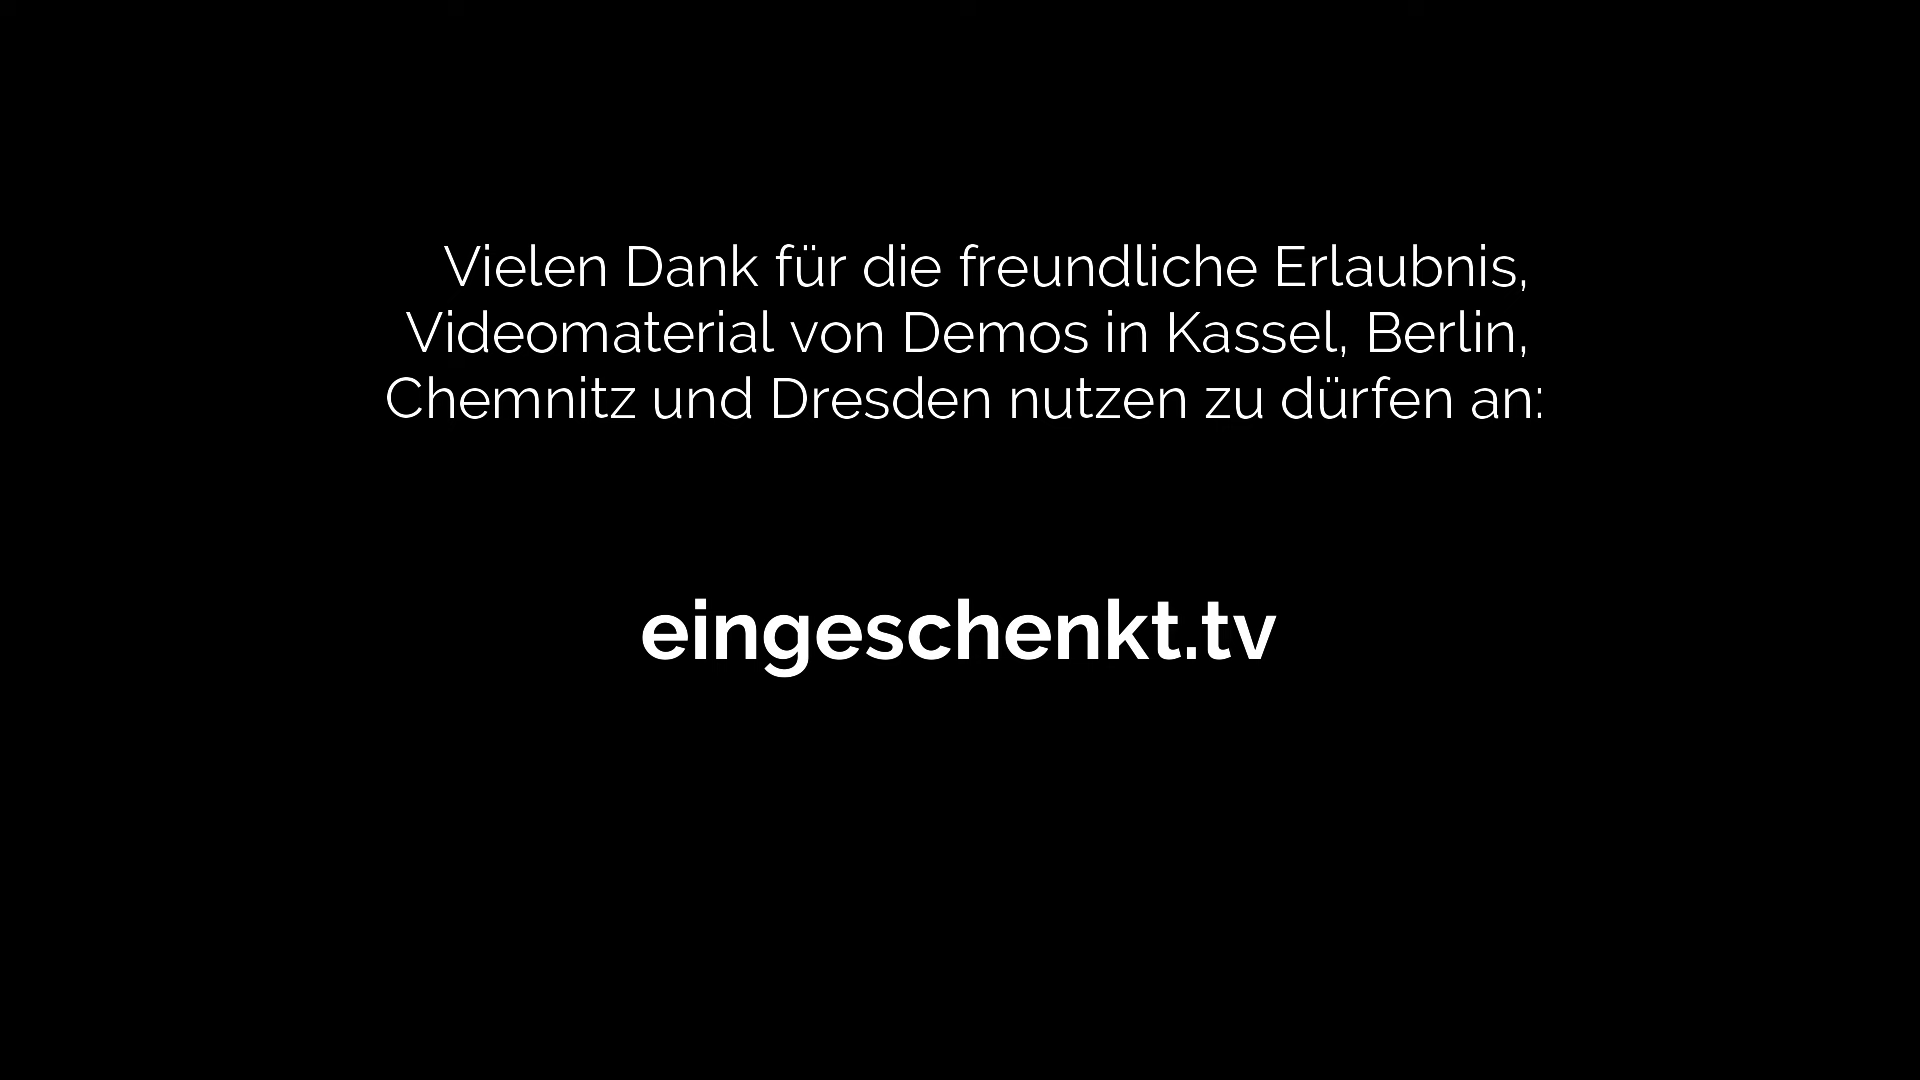 Vielen Dank für die freundliche Erlaubnis,
Videomaterial von Demos in Kassel, Berlin,
Chemnitz und Dresden nutzen zu dürfen an:
eingeschenkt.tv